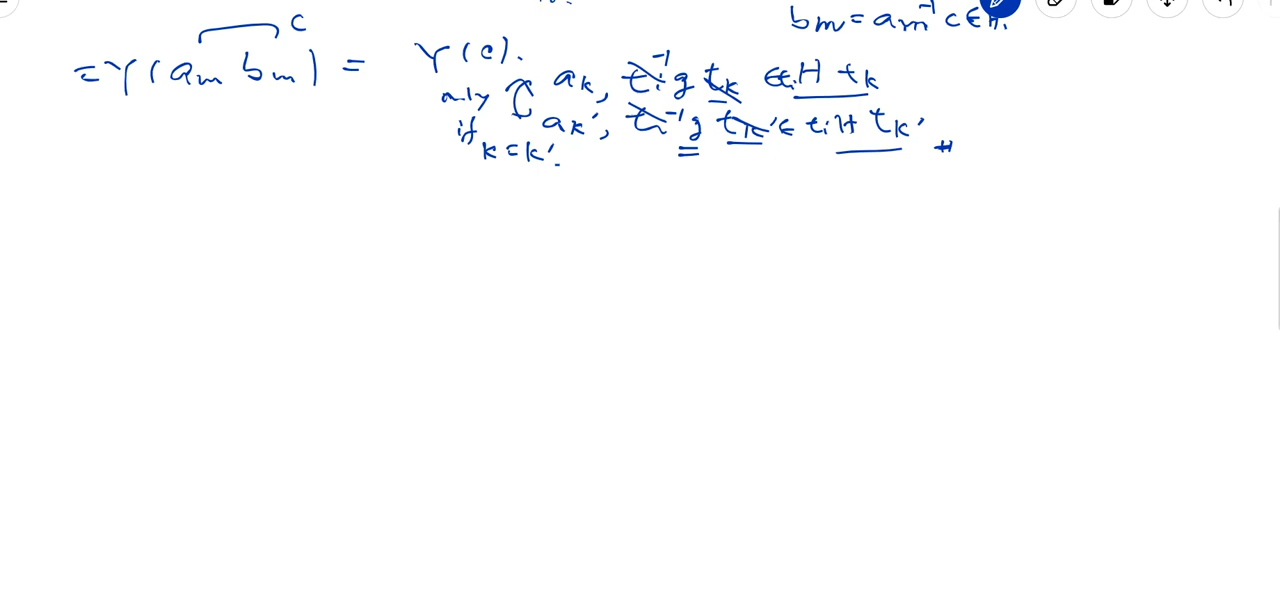 bm = am⁻¹ c ∈ H.
= Y ( am bm ) = Y(c).
c
only if k = k'.
ak, ti⁻¹ g tk ∈ ti H tk
ak', ti⁻¹ g tk' ∈ ti H tk' #